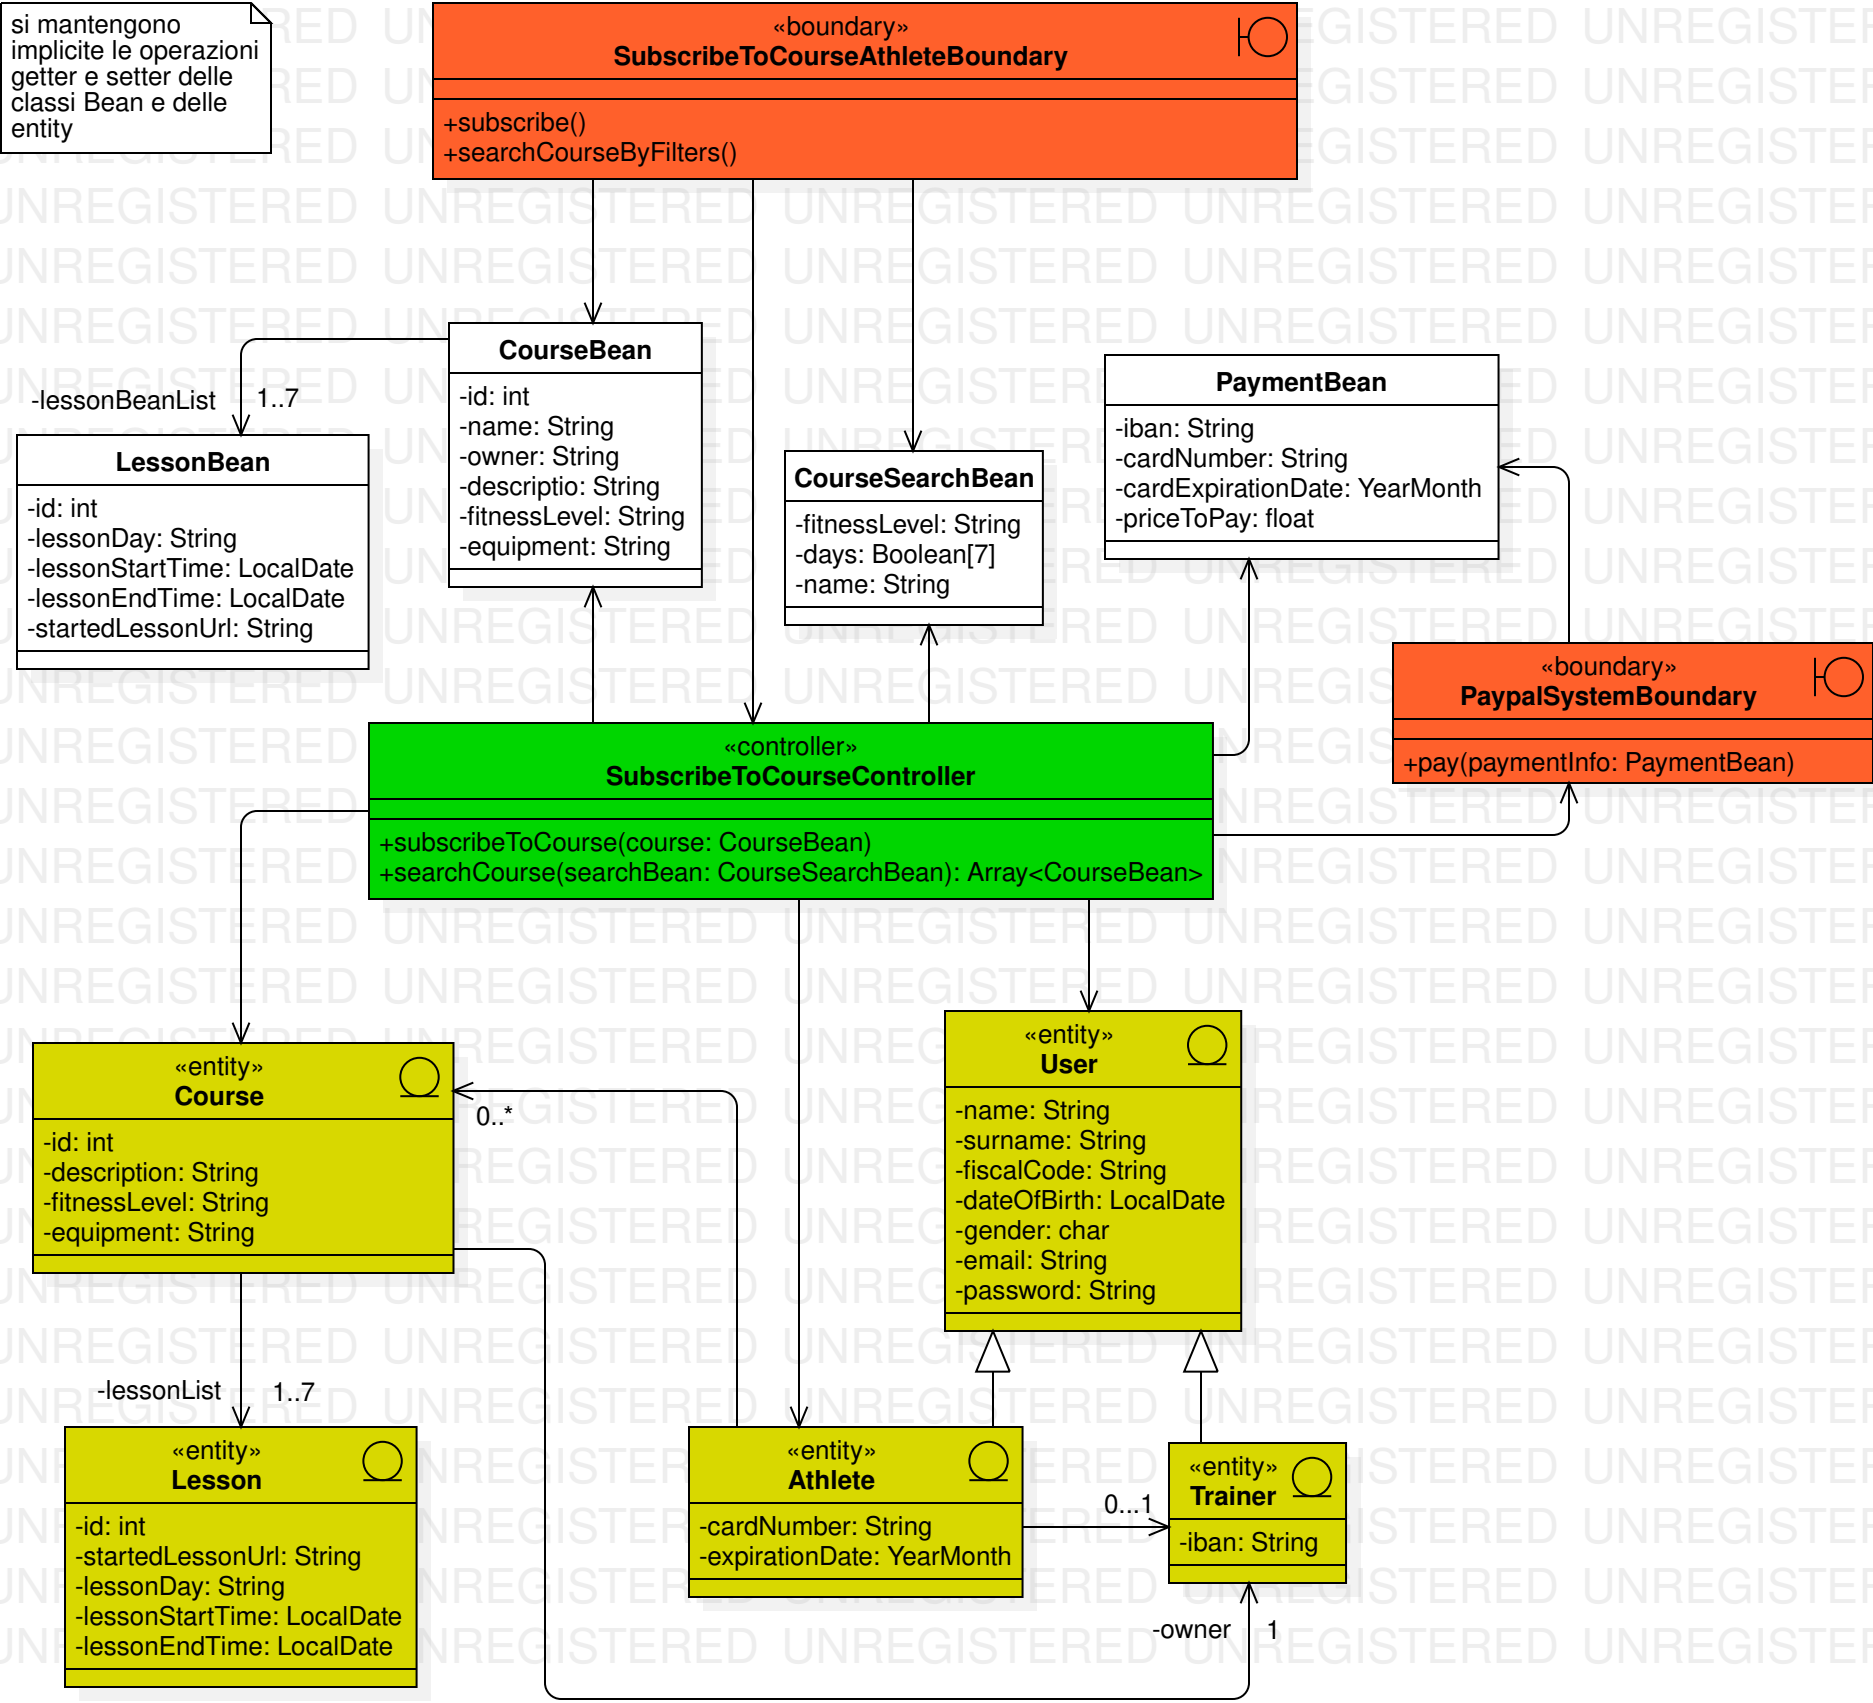 si mantengono
implicite le operazioni
getter e setter delle
classi Bean e delle
entity
«boundary»
SubscribeToCourseAthleteBoundary
+subscribe()
+searchCourseByFilters()
CourseBean
-id: int
-name: String
-owner: String
-descriptio: String
-fitnessLevel: String
-equipment: String
-lessonBeanList
1..7
LessonBean
-id: int
-lessonDay: String
-lessonStartTime: LocalDate
-lessonEndTime: LocalDate
-startedLessonUrl: String
CourseSearchBean
-fitnessLevel: String
-days: Boolean[7]
-name: String
PaymentBean
-iban: String
-cardNumber: String
-cardExpirationDate: YearMonth
-priceToPay: float
«boundary»
PaypalSystemBoundary
+pay(paymentInfo: PaymentBean)
«controller»
SubscribeToCourseController
+subscribeToCourse(course: CourseBean)
+searchCourse(searchBean: CourseSearchBean): Array<CourseBean>
«entity»
Course
-id: int
-description: String
-fitnessLevel: String
-equipment: String
0..*
«entity»
User
-name: String
-surname: String
-fiscalCode: String
-dateOfBirth: LocalDate
-gender: char
-email: String
-password: String
-lessonList
1..7
«entity»
Lesson
-id: int
-startedLessonUrl: String
-lessonDay: String
-lessonStartTime: LocalDate
-lessonEndTime: LocalDate
«entity»
Athlete
-cardNumber: String
-expirationDate: YearMonth
0...1
«entity»
Trainer
-iban: String
-owner
1
UNREGISTERED